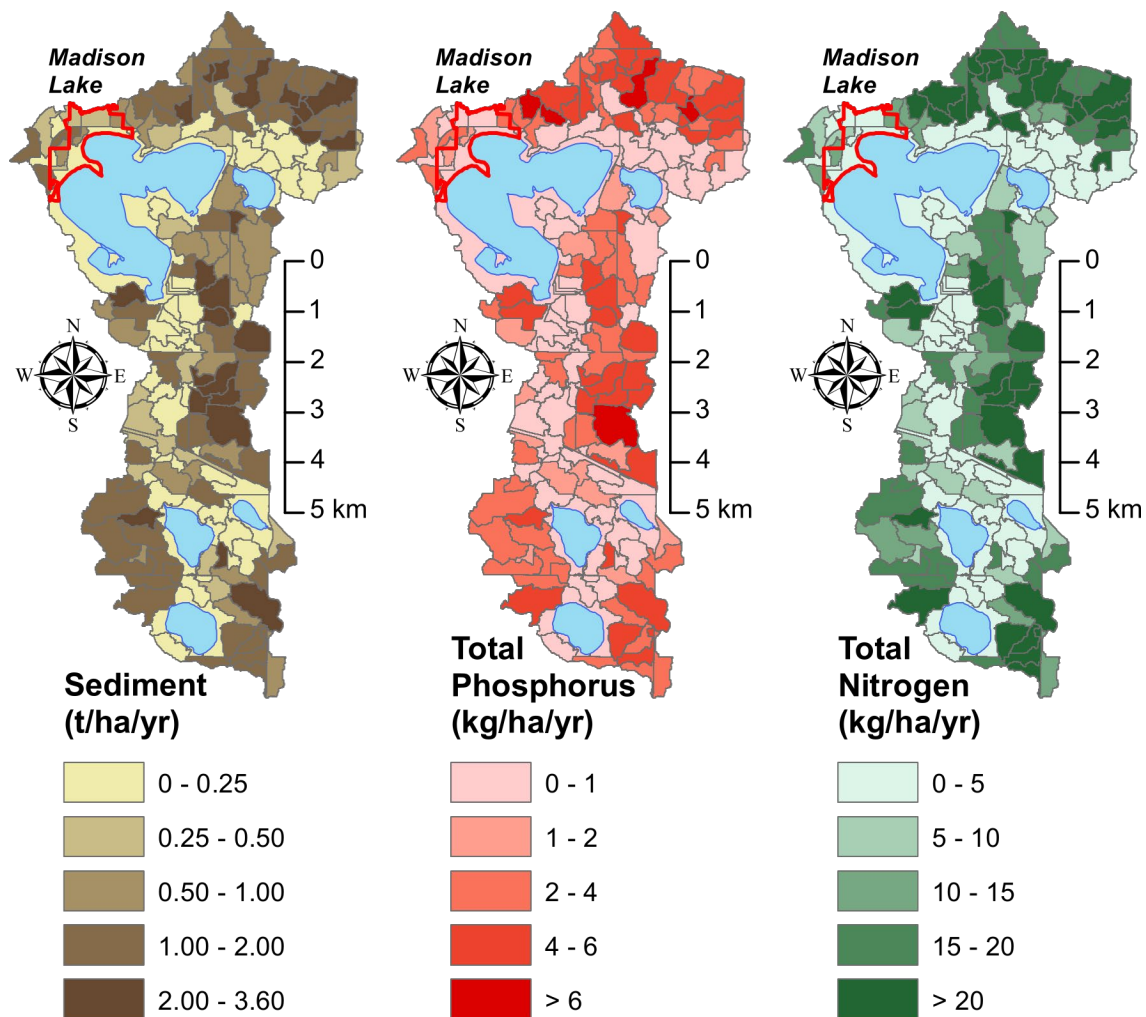 Madison
Lake
0
1
2
3
4
5 km
N
W E
S
Sediment
(t/ha/yr)
0 - 0.25
0.25 - 0.50
0.50 - 1.00
1.00 - 2.00
2.00 - 3.60
Madison
Lake
0
1
2
3
4
5 km
N
W E
S
Total
Phosphorus
(kg/ha/yr)
0 - 1
1 - 2
2 - 4
4 - 6
> 6
Madison
Lake
0
1
2
3
4
5 km
N
W E
S
Total
Nitrogen
(kg/ha/yr)
0 - 5
5 - 10
10 - 15
15 - 20
> 20